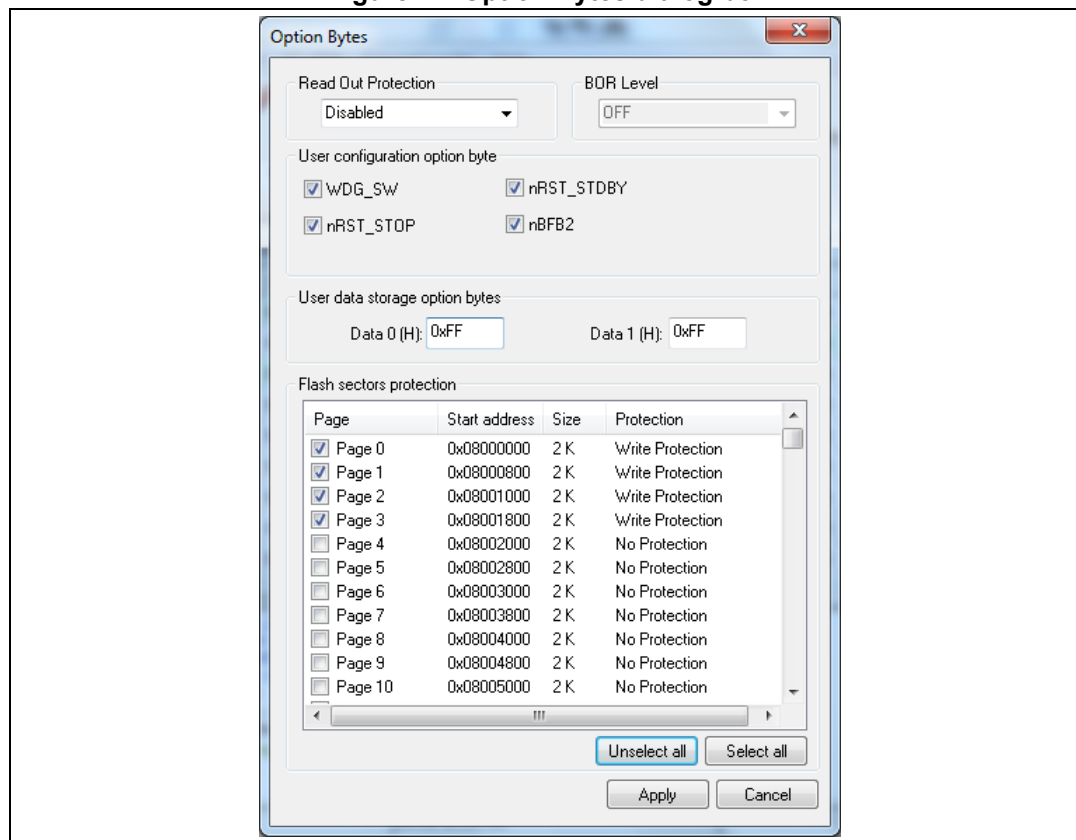 Option Bytes
Read Out Protection BOR Level
Disabled OFF
User configuration option byte
WDG_SW nRST_STDBY
nRST_STOP nBFB2
User data storage option bytes
Data 0 (H): 0xFF Data 1 (H): 0xFF
Flash sectors protection
Page Start address Size Protection
Page 0 0x08000000 2 K Write Protection
Page 1 0x08000800 2 K Write Protection
Page 2 0x08001000 2 K Write Protection
Page 3 0x08001800 2 K Write Protection
Page 4 0x08002000 2 K No Protection
Page 5 0x08002800 2 K No Protection
Page 6 0x08003000 2 K No Protection
Page 7 0x08003800 2 K No Protection
Page 8 0x08004000 2 K No Protection
Page 9 0x08004800 2 K No Protection
Page 10 0x08005000 2 K No Protection
Unselect all Select all
Apply Cancel